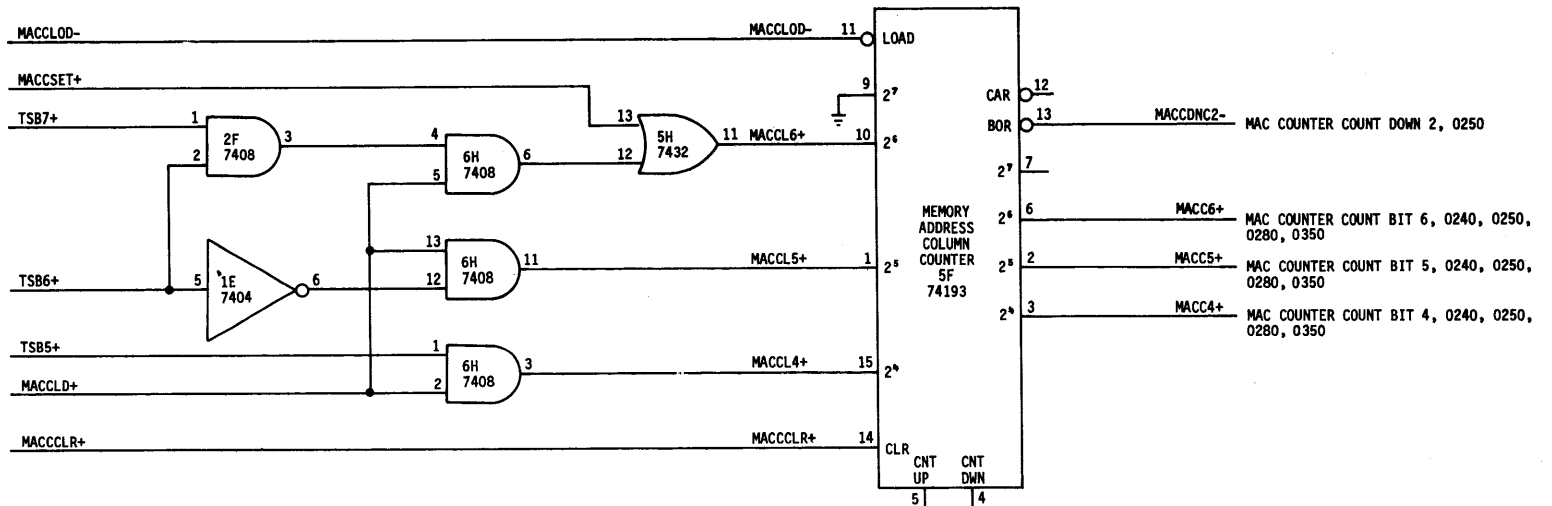 MACCLOD- MACCLOD- 11 LOAD
MACCSET+ 9 2⁷ CAR 12
TSB7+ 1 13 BOR 13 MACCDNC2- MAC COUNTER COUNT DOWN 2, 0250
2F 7408 3 4 5H 7432 11 MACCL6+ 10 2⁶
2 6H 7408 6 12 2⁷ 7
5
MEMORY ADDRESS COLUMN COUNTER 5F 74193
2⁶ 6 MACC6+ MAC COUNTER COUNT BIT 6, 0240, 0250,
0280, 0350
13 6H 7408 11 MACCL5+ 1 2⁵ 2⁵ 2 MACC5+ MAC COUNTER COUNT BIT 5, 0240, 0250,
0280, 0350
TSB6+ 5 1E 7404 6 12
2⁴ 3 MACC4+ MAC COUNTER COUNT BIT 4, 0240, 0250,
0280, 0350
TSB5+ 1 6H 7408 3 MACCL4+ 15 2⁴
MACCLD+ 2
MACCCLR+ MACCCLR+ 14 CLR
CNT UP CNT DWN
5 4